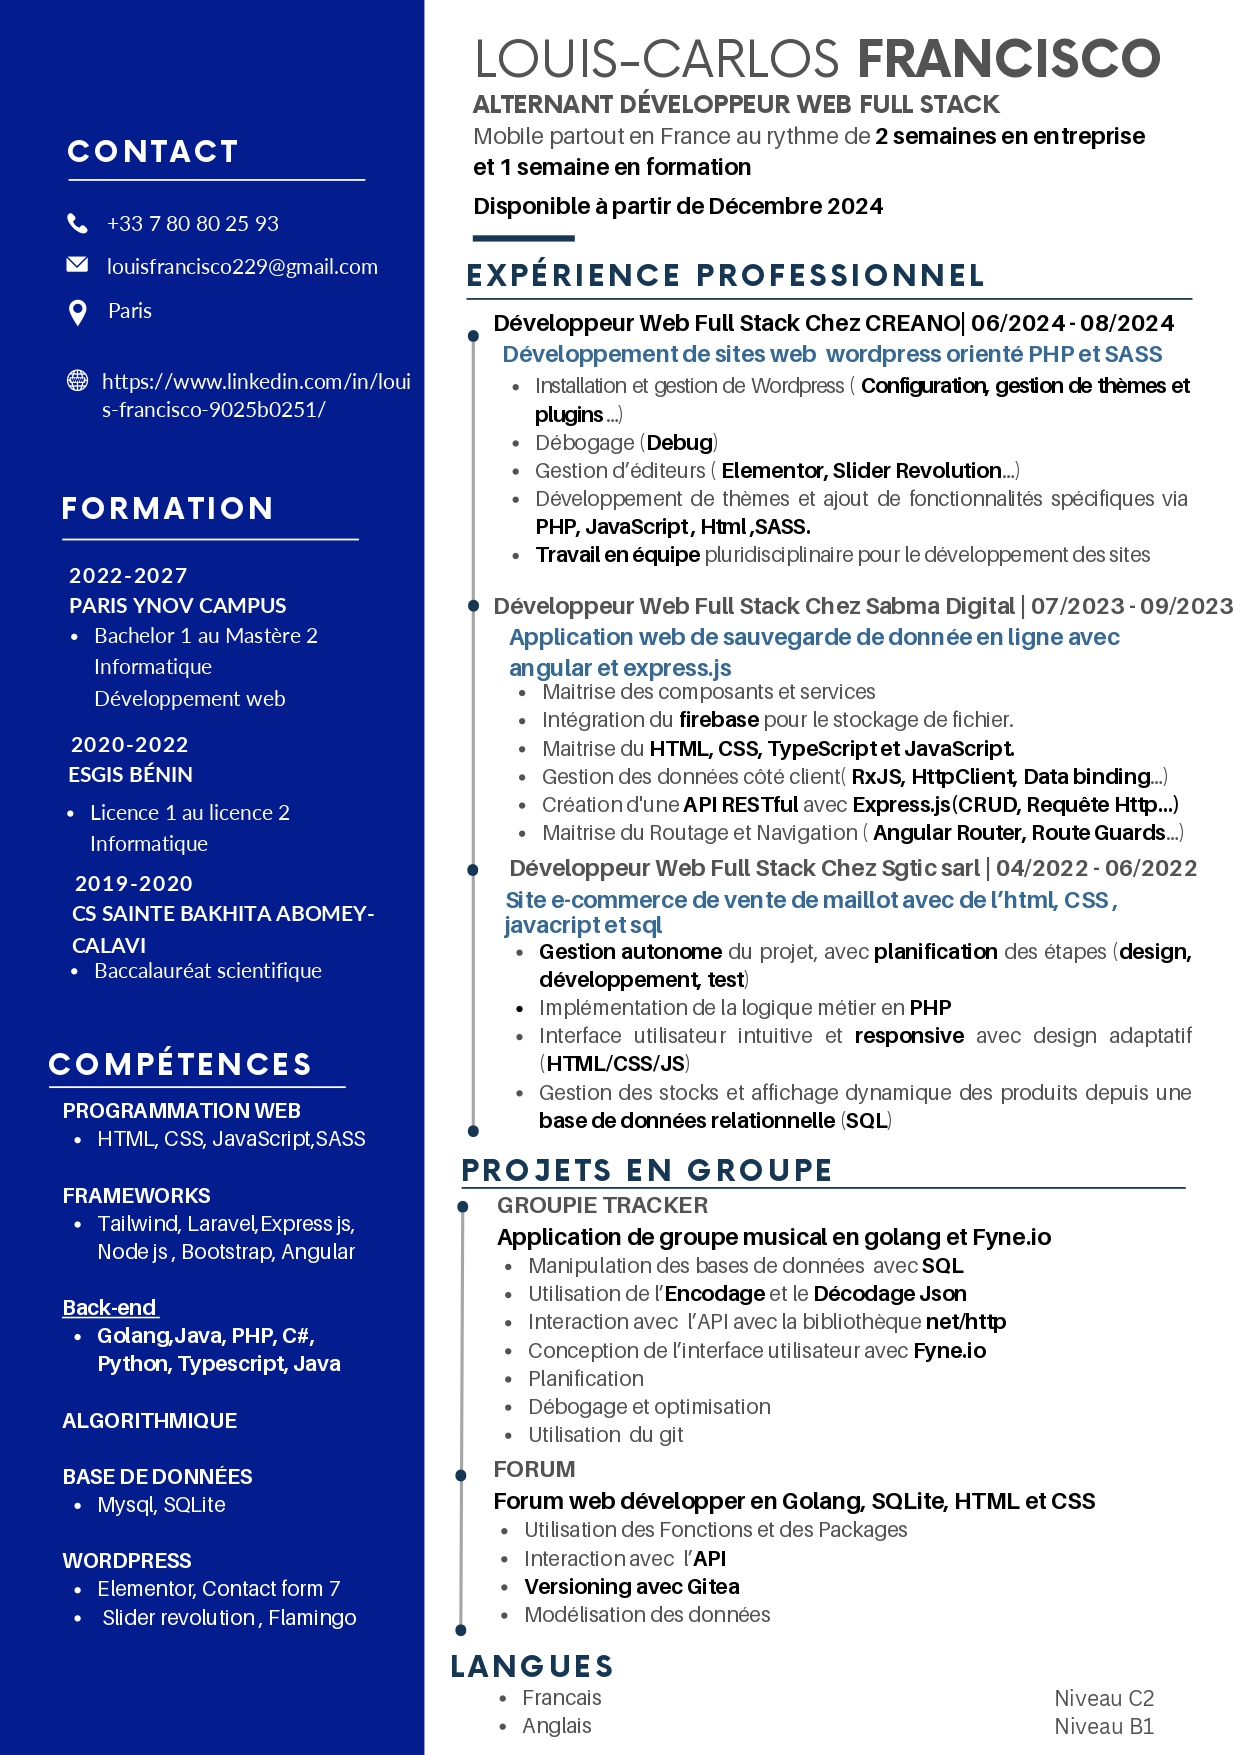 CONTACT
+33 7 80 80 25 93
louisfrancisco229@gmail.com
Paris
https://www.linkedin.com/in/loui
s-francisco-9025b0251/
FORMATION
2022-2027
PARIS YNOV CAMPUS
• Bachelor 1 au Mastère 2
Informatique
Développement web
2020-2022
ESGIS BÉNIN
• Licence 1 au licence 2
Informatique
2019-2020
CS SAINTE BAKHITA ABOMEY-
CALAVI
• Baccalauréat scientifique
COMPÉTENCES
PROGRAMMATION WEB
• HTML, CSS, JavaScript,SASS
FRAMEWORKS
• Tailwind, Laravel,Express js,
Node js , Bootstrap, Angular
Back-end
• Golang,Java, PHP, C#,
Python, Typescript, Java
ALGORITHMIQUE
BASE DE DONNÉES
• Mysql, SQLite
WORDPRESS
• Elementor, Contact form 7
• Slider revolution , Flamingo
LOUIS-CARLOS FRANCISCO
ALTERNANT DÉVELOPPEUR WEB FULL STACK
Mobile partout en France au rythme de 2 semaines en entreprise
et 1 semaine en formation
Disponible à partir de Décembre 2024
EXPÉRIENCE PROFESSIONNEL
Développeur Web Full Stack Chez CREANO| 06/2024 - 08/2024
Développement de sites web wordpress orienté PHP et SASS
• Installation et gestion de Wordpress ( Configuration, gestion de thèmes et
plugins ...)
• Débogage (Debug)
• Gestion d’éditeurs ( Elementor, Slider Revolution...)
• Développement de thèmes et ajout de fonctionnalités spécifiques via
PHP, JavaScript , Html ,SASS.
• Travail en équipe pluridisciplinaire pour le développement des sites
Développeur Web Full Stack Chez Sabma Digital | 07/2023 - 09/2023
Application web de sauvegarde de donnée en ligne avec
angular et express.js
• Maitrise des composants et services
• Intégration du firebase pour le stockage de fichier.
• Maitrise du HTML, CSS, TypeScript et JavaScript.
• Gestion des données côté client( RxJS, HttpClient, Data binding...)
• Création d'une API RESTful avec Express.js(CRUD, Requête Http...)
• Maitrise du Routage et Navigation ( Angular Router, Route Guards...)
Développeur Web Full Stack Chez Sgtic sarl | 04/2022 - 06/2022
Site e-commerce de vente de maillot avec de l’html, CSS ,
javacript et sql
• Gestion autonome du projet, avec planification des étapes (design,
développement, test)
• Implémentation de la logique métier en PHP
• Interface utilisateur intuitive et responsive avec design adaptatif
(HTML/CSS/JS)
• Gestion des stocks et affichage dynamique des produits depuis une
base de données relationnelle (SQL)
PROJETS EN GROUPE
GROUPIE TRACKER
Application de groupe musical en golang et Fyne.io
• Manipulation des bases de données avec SQL
• Utilisation de l’Encodage et le Décodage Json
• Interaction avec l’API avec la bibliothèque net/http
• Conception de l’interface utilisateur avec Fyne.io
• Planification
• Débogage et optimisation
• Utilisation du git
FORUM
Forum web développer en Golang, SQLite, HTML et CSS
• Utilisation des Fonctions et des Packages
• Interaction avec l’API
• Versioning avec Gitea
• Modélisation des données
LANGUES
• Francais Niveau C2
• Anglais Niveau B1